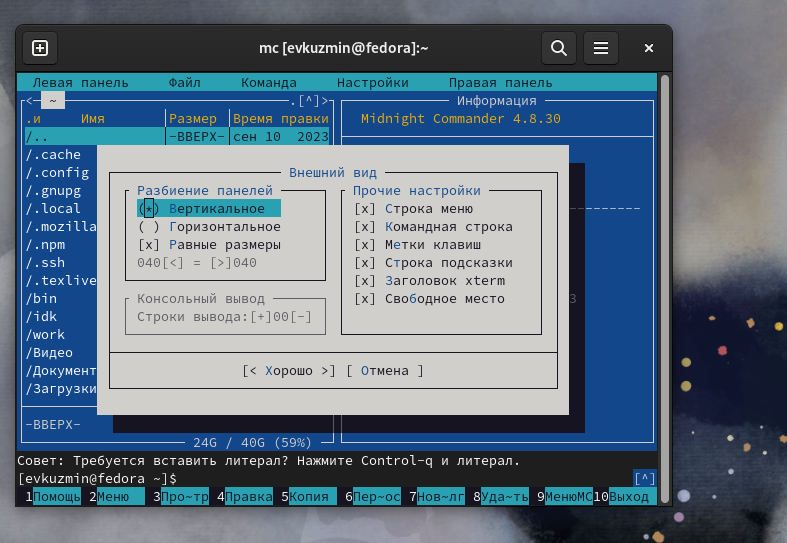 mc [evkuzmin@fedora]:~
Левая панель Файл Команда Настройки Правая панель
<─ ~ .[^]> Информация
.и Имя Размер Время правки Midnight Commander 4.8.30
/.. -ВВЕРХ- сен 10 2023
/.cache
/.config Внешний вид
/.gnupg Разбиение панелей Прочие настройки
/.local (*) Вертикальное [x] Строка меню
/.mozilla ( ) Горизонтальное [x] Командная строка
/.npm [x] Равные размеры [x] Метки клавиш
/.ssh 040[<] = [>]040 [x] Строка подсказки
/.texlive [x] Заголовок xterm
/bin Консольный вывод [x] Свободное место 3
/idk Строки вывода:[+]00[-]
/work
/Видео
/Документ [< Хорошо >] [ Отмена ]
/Загрузки
-ВВЕРХ-
24G / 40G (59%)
Совет: Требуется вставить литерал? Нажмите Control-q и литерал.
[evkuzmin@fedora ~]$ [^]
1Помощь 2Меню 3Про~тр 4Правка 5Копия 6Пер~ос 7Нов~лг 8Уда~ть 9МенюMC 10Выход